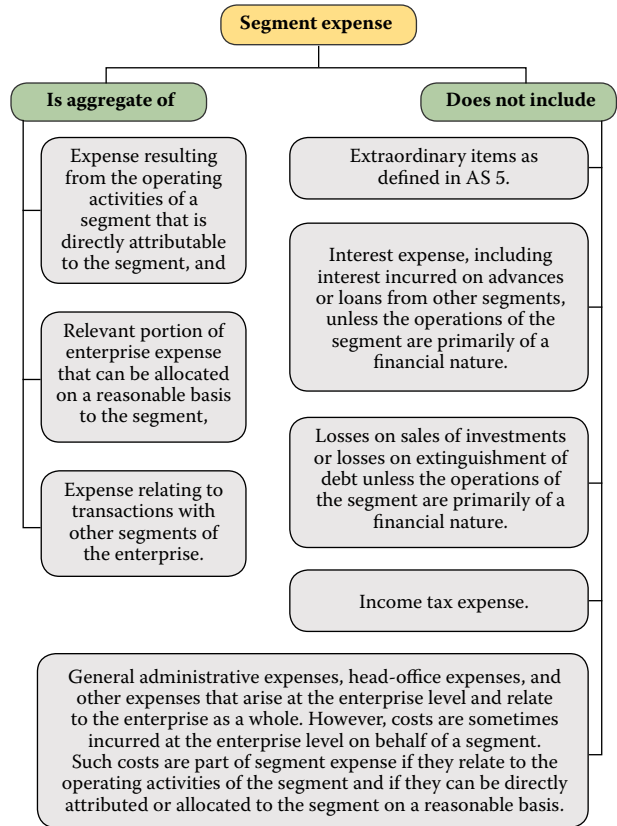 Segment expense
Is aggregate of
Expense resulting
from the operating
activities of a
segment that is
directly attributable
to the segment, and
Relevant portion of
enterprise expense
that can be allocated
on a reasonable basis
to the segment,
Expense relating to
transactions with
other segments of
the enterprise.
Does not include
Extraordinary items as
defined in AS 5.
Interest expense, including
interest incurred on advances
or loans from other segments,
unless the operations of the
segment are primarily of a
financial nature.
Losses on sales of investments
or losses on extinguishment of
debt unless the operations of
the segment are primarily of a
financial nature.
Income tax expense.
General administrative expenses, head-office expenses, and
other expenses that arise at the enterprise level and relate
to the enterprise as a whole. However, costs are sometimes
incurred at the enterprise level on behalf of a segment.
Such costs are part of segment expense if they relate to the
operating activities of the segment and if they can be directly
attributed or allocated to the segment on a reasonable basis.